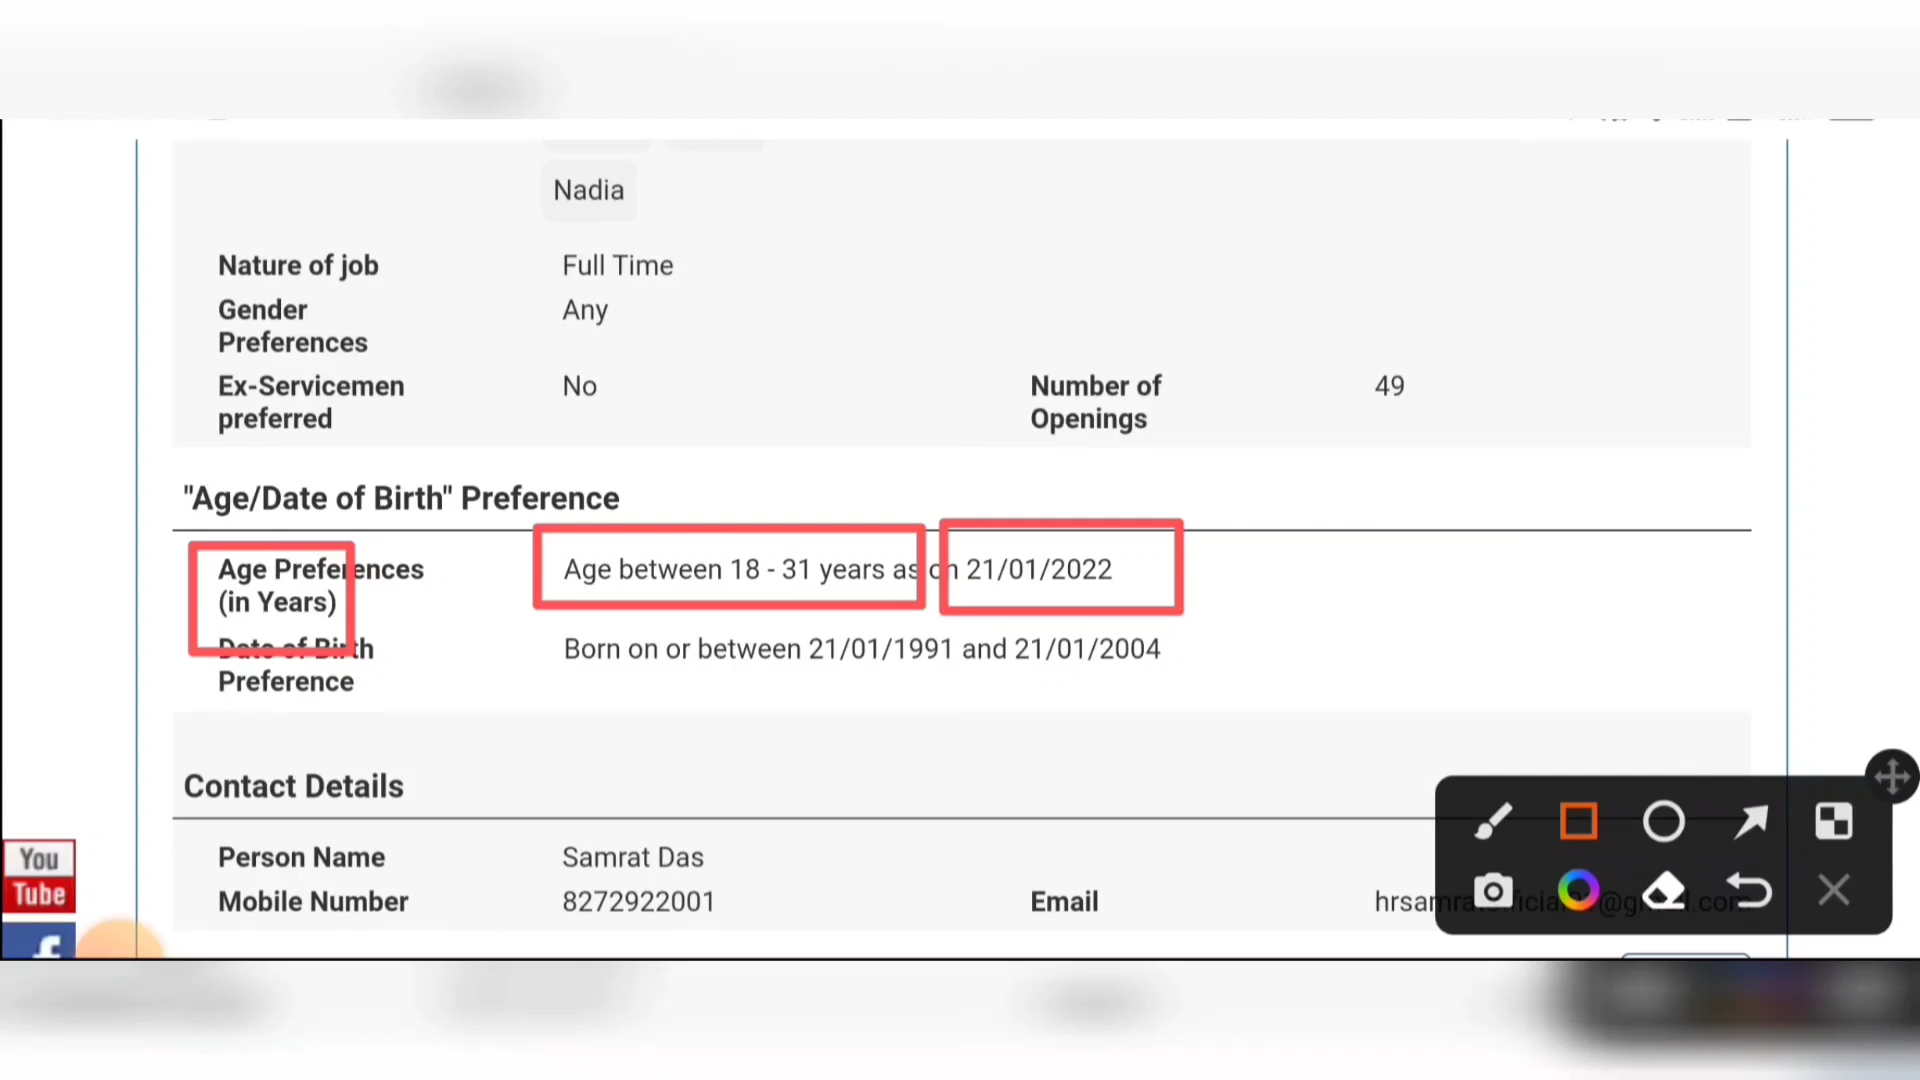 Nadia
Nature of job Full Time
Gender Preferences Any
Ex-Servicemen preferred No Number of Openings 49
"Age/Date of Birth" Preference
Age Preferences (in Years) Age between 18 - 31 years as on 21/01/2022
Date of Birth Preference Born on or between 21/01/1991 and 21/01/2004
Contact Details
Person Name Samrat Das
Mobile Number 8272922001 Email
You
Tube
f